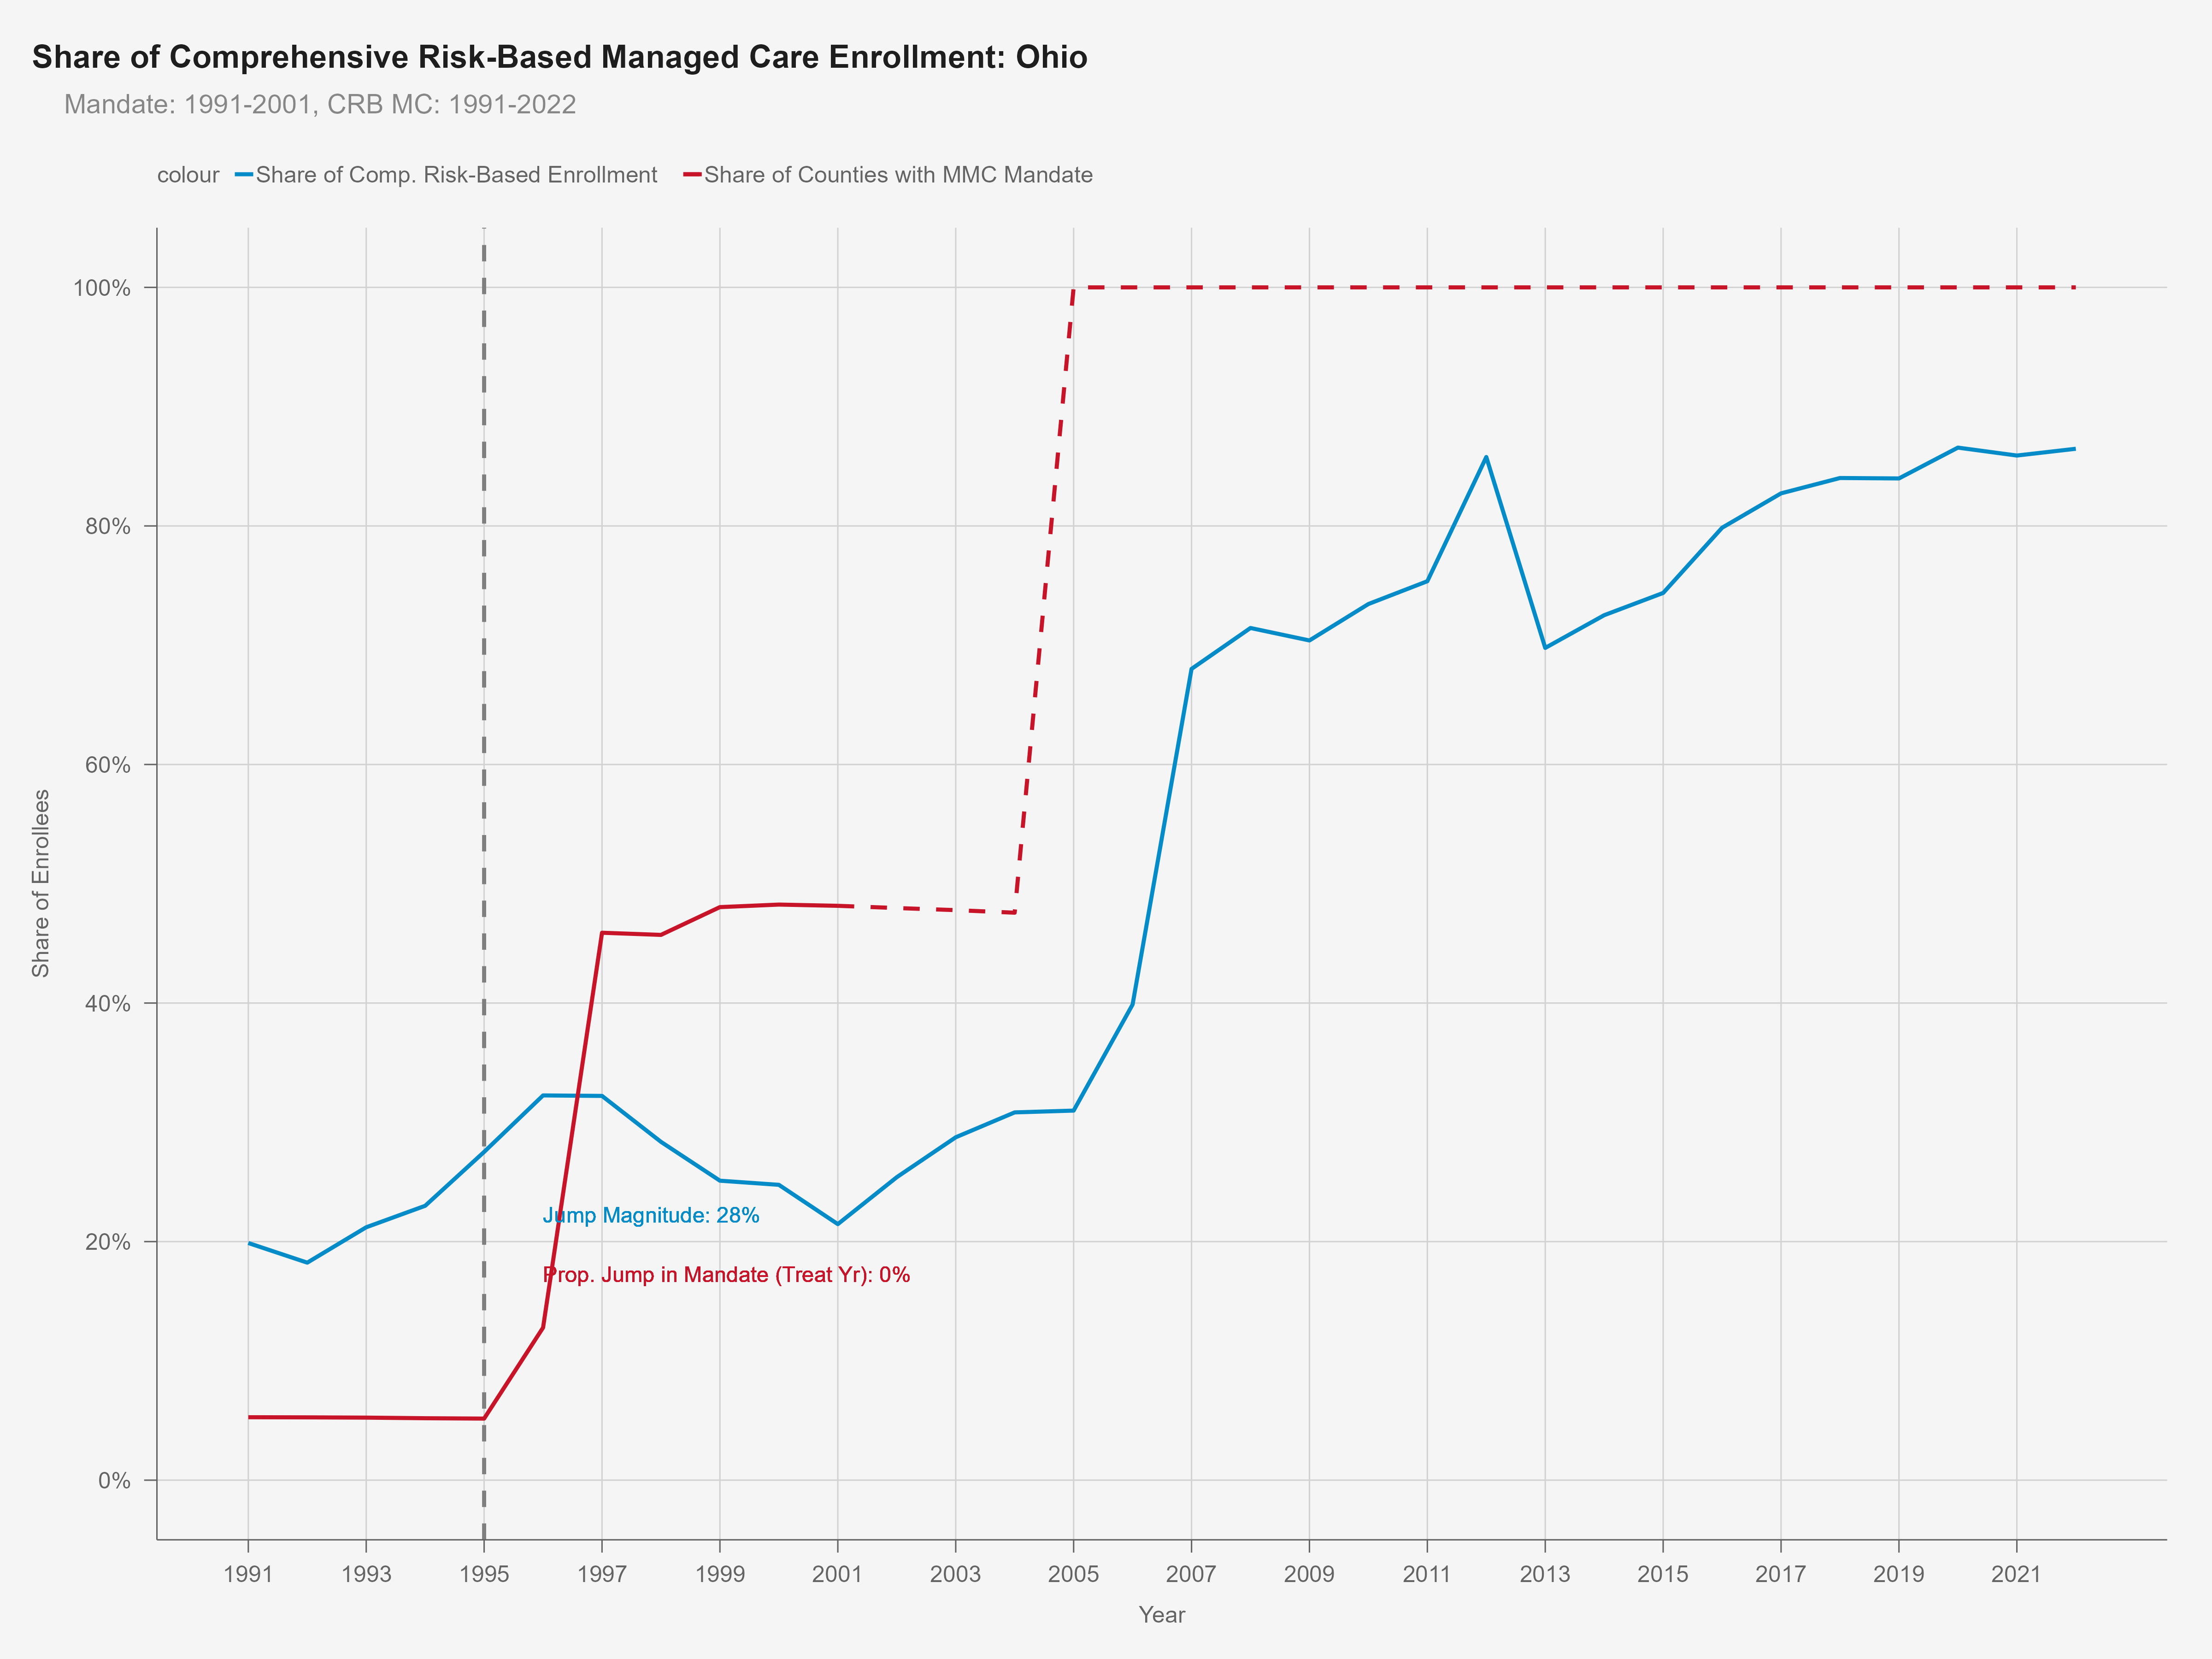 Share of Comprehensive Risk-Based Managed Care Enrollment: Ohio
Mandate: 1991-2001, CRB MC: 1991-2022
colour Share of Comp. Risk-Based Enrollment Share of Counties with MMC Mandate
100%
80%
60%
40%
20%
0%
Share of Enrollees
Jump Magnitude: 28%
Prop. Jump in Mandate (Treat Yr): 0%
1991 1993 1995 1997 1999 2001 2003 2005 2007 2009 2011 2013 2015 2017 2019 2021
Year